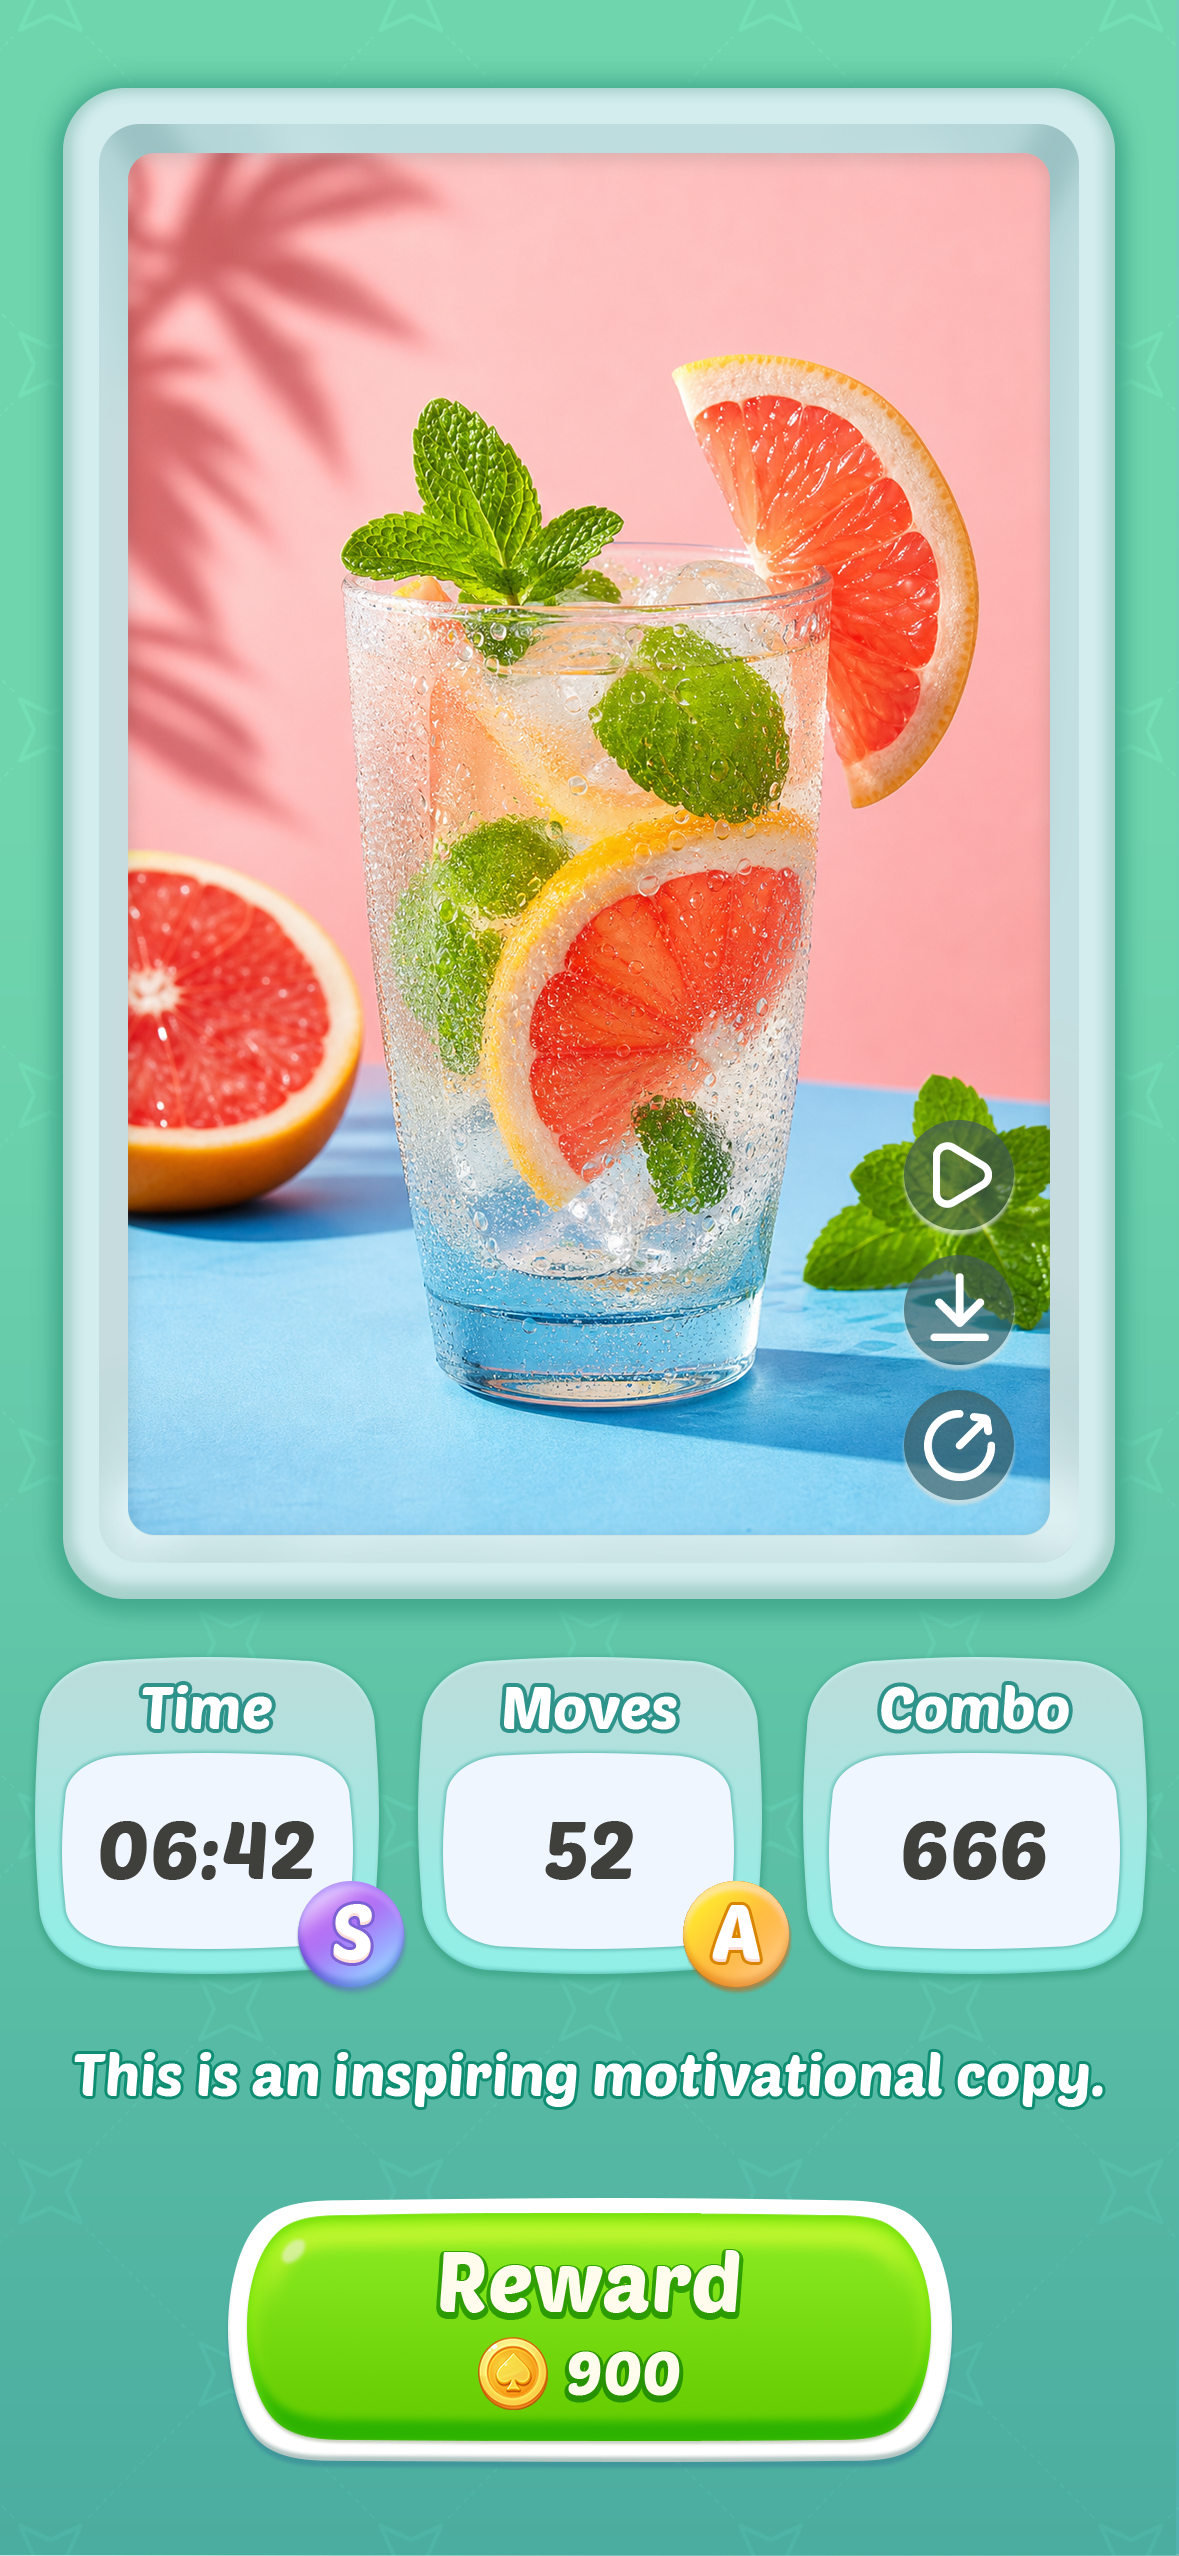 Time
Moves
Combo
06:42
52
666
S
A
This is an inspiring motivational copy.
Reward
900